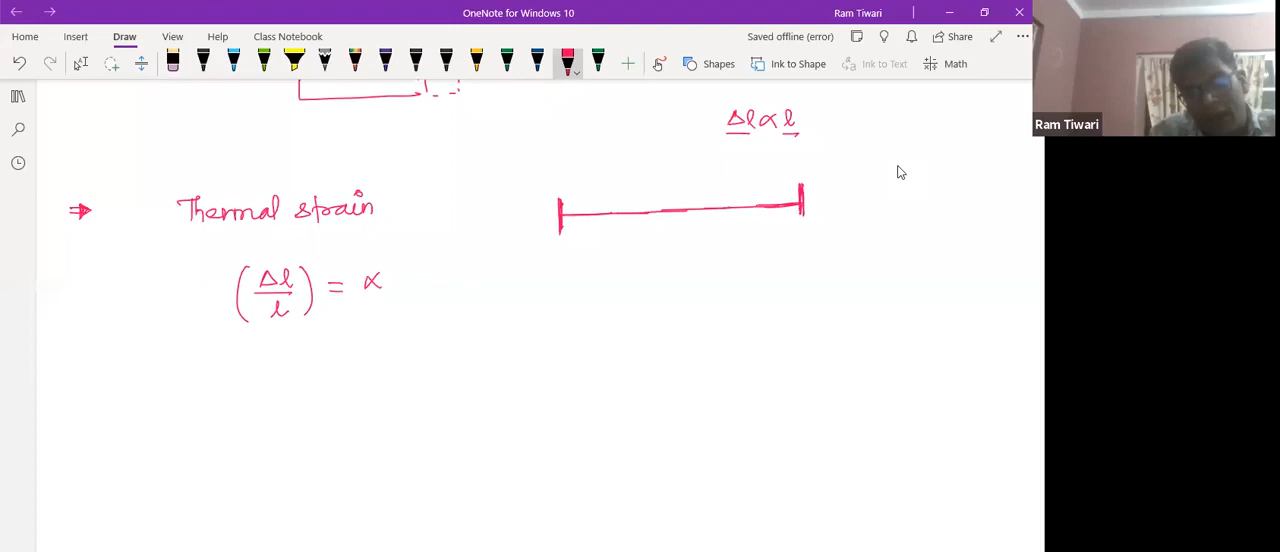 OneNote for Windows 10
Ram Tiwari
Home Insert Draw View Help Class Notebook
Saved offline (error) Share
Shapes Ink to Shape Ink to Text Math
Ram Tiwari
Δl ∝ l
⇒ Thermal strain
(Δl/l) = α